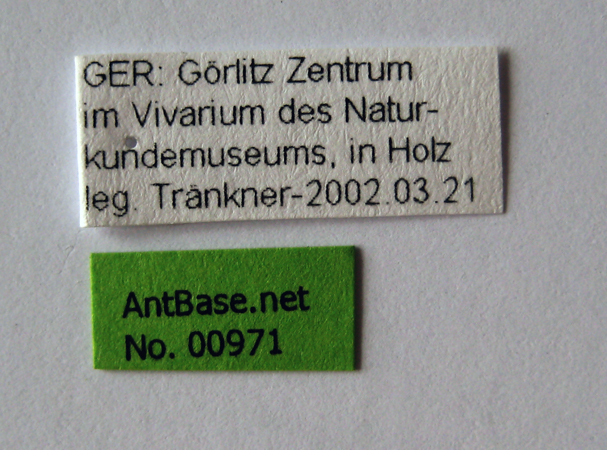 GER: Görlitz Zentrum
im Vivarium des Natur-
kundemuseums, in Holz
leg. Tränkner-2002.03.21
AntBase.net
No. 00971